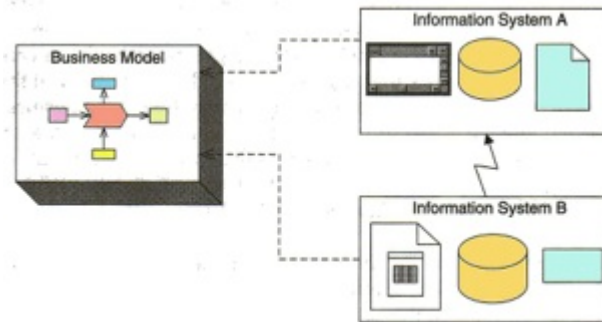 Business Model
Information System A
Information System B